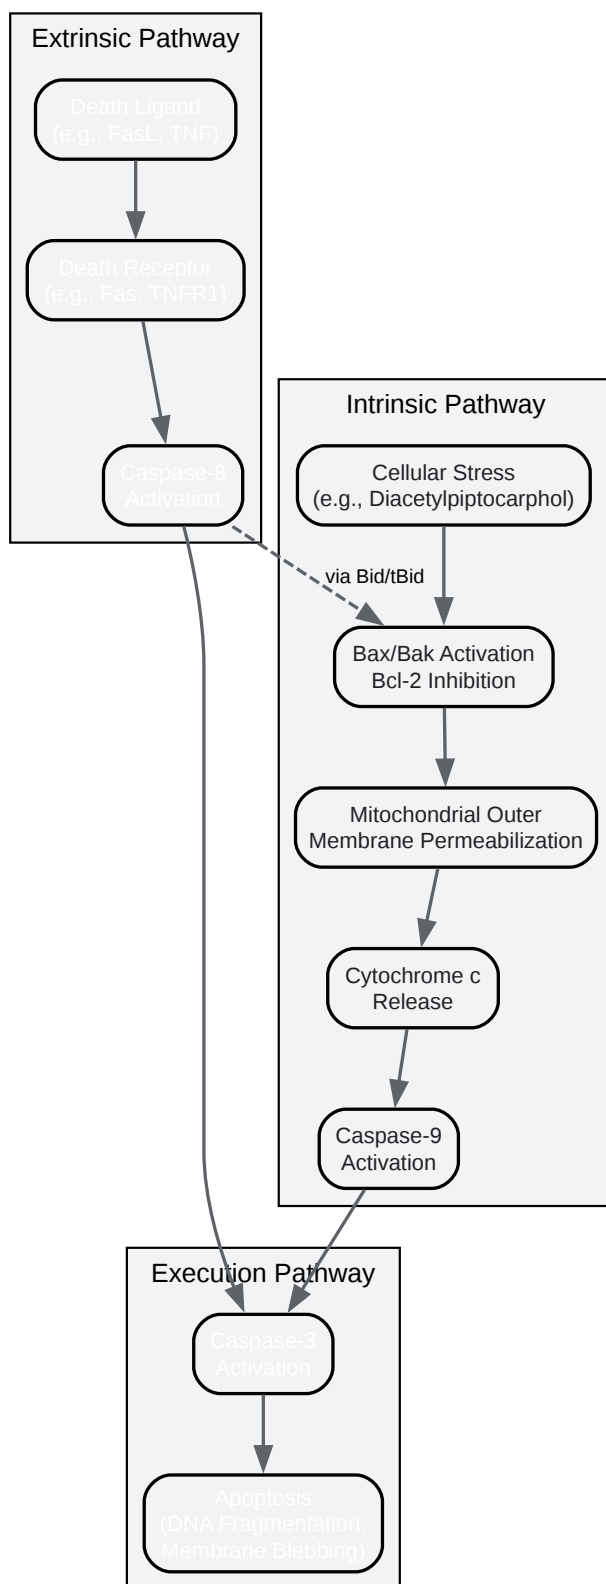 Extrinsic Pathway
Death Ligand
(e.g., FasL, TNF)
Death Receptor
(e.g., Fas, TNFR1)
Caspase-8
Activation
Intrinsic Pathway
Cellular Stress
(e.g., Diacetylpiptocarphol)
via Bid/tBid
Bax/Bak Activation
Bcl-2 Inhibition
Mitochondrial Outer
Membrane Permeabilization
Cytochrome c
Release
Caspase-9
Activation
Execution Pathway
Caspase-3
Activation
Apoptosis
(DNA Fragmentation,
Membrane Blebbing)